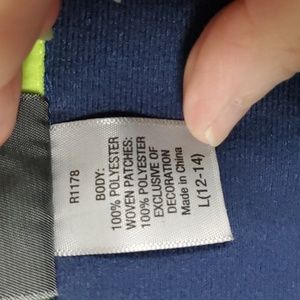 R1178
BODY:
100% POLYESTER
WOVEN PATCHES:
100% POLYESTER
EXCLUSIVE OF
DECORATION
Made in China
L(12-14)